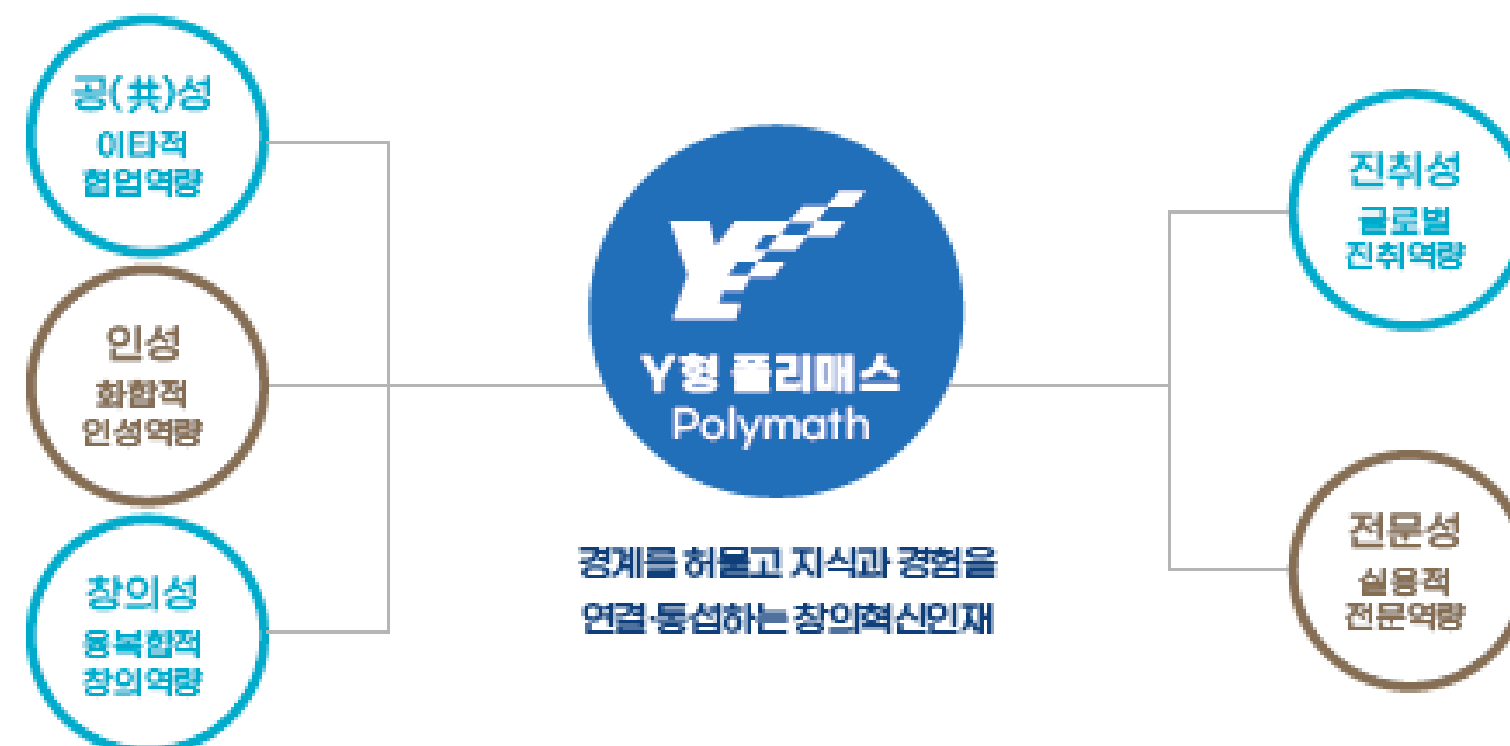 공(共)성
이타적
협업역량
인성
화합적
인성역량
창의성
융복합적
창의역량
Y형 폴리매스
Polymath
경계를 허물고 지식과 경험을
연결·통섭하는 창의혁신인재
진취성
글로벌
진취역량
전문성
실용적
전문역량